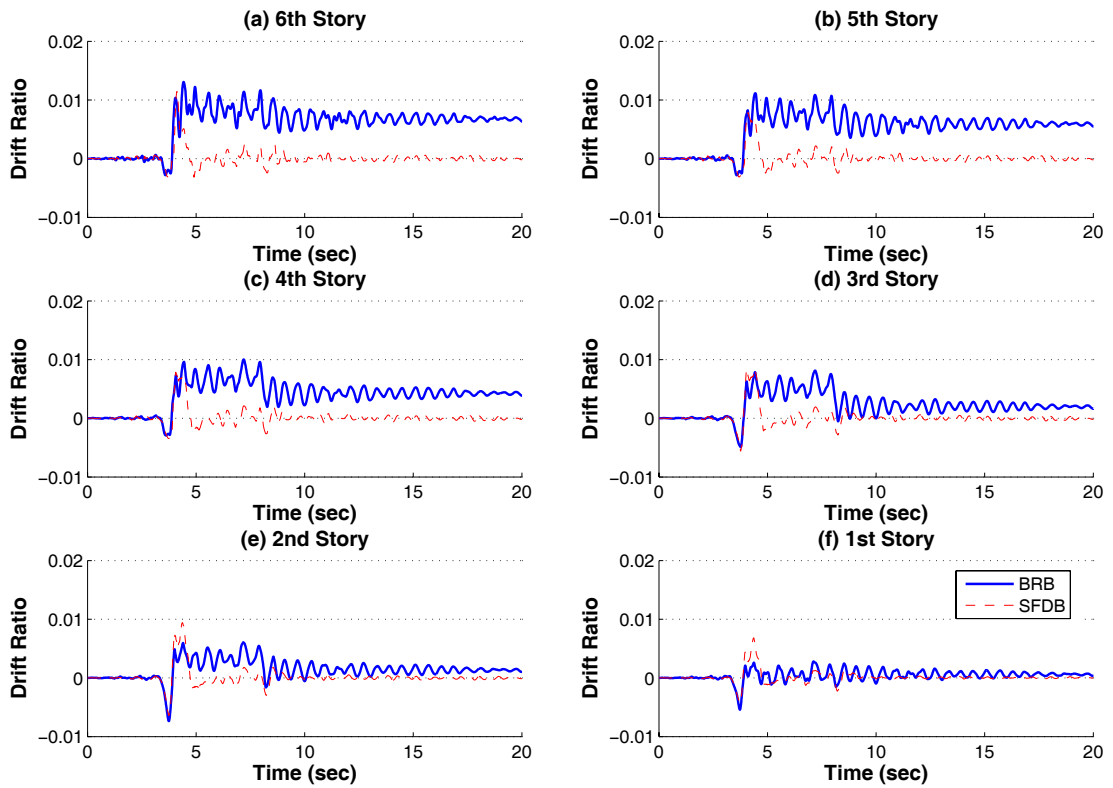 (a) 6th Story
0.02
0.01
0
−0.01
Drift Ratio
0 5 10 15 20
Time (sec)
(b) 5th Story
0.02
0.01
0
−0.01
Drift Ratio
0 5 10 15 20
Time (sec)
(c) 4th Story
0.02
0.01
0
−0.01
Drift Ratio
0 5 10 15 20
Time (sec)
(d) 3rd Story
0.02
0.01
0
−0.01
Drift Ratio
0 5 10 15 20
Time (sec)
(e) 2nd Story
0.02
0.01
0
−0.01
Drift Ratio
0 5 10 15 20
Time (sec)
(f) 1st Story
0.02
0.01
0
−0.01
Drift Ratio
BRB
SFDB
0 5 10 15 20
Time (sec)